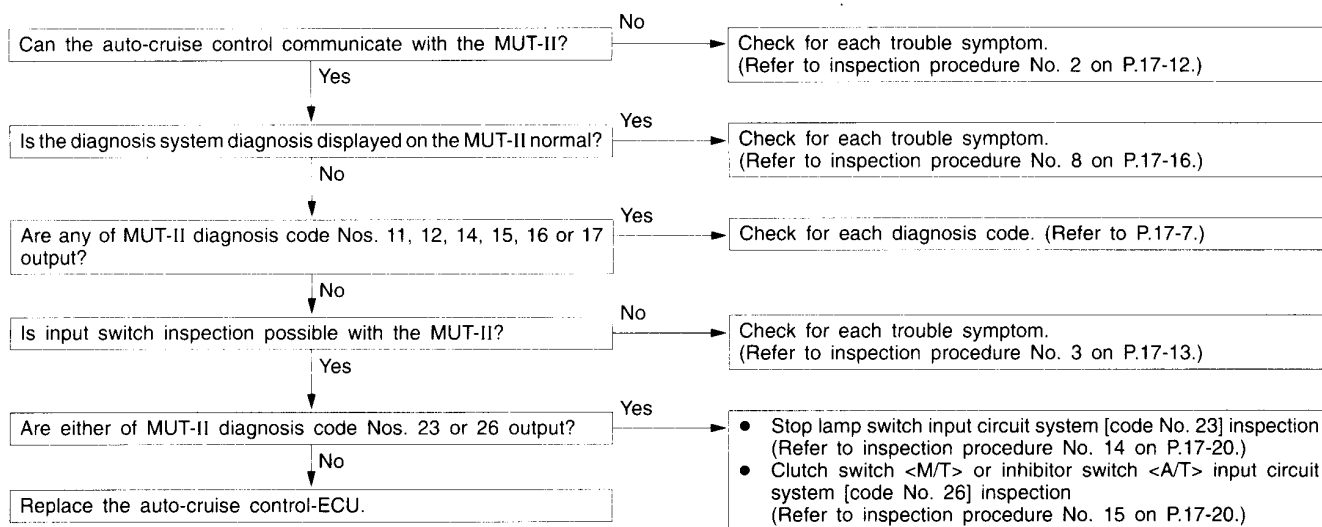 Can the auto-cruise control communicate with the MUT-II?
No
Check for each trouble symptom.
(Refer to inspection procedure No. 2 on P.17-12.)
Yes
Is the diagnosis system diagnosis displayed on the MUT-II normal?
Yes
Check for each trouble symptom.
(Refer to inspection procedure No. 8 on P.17-16.)
No
Are any of MUT-II diagnosis code Nos. 11, 12, 14, 15, 16 or 17
output?
Yes
Check for each diagnosis code. (Refer to P.17-7.)
No
Is input switch inspection possible with the MUT-II?
No
Check for each trouble symptom.
(Refer to inspection procedure No. 3 on P.17-13.)
Yes
Are either of MUT-II diagnosis code Nos. 23 or 26 output?
Yes
● Stop lamp switch input circuit system [code No. 23] inspection
(Refer to inspection procedure No. 14 on P.17-20.)
● Clutch switch <M/T> or inhibitor switch <A/T> input circuit
system [code No. 26] inspection
(Refer to inspection procedure No. 15 on P.17-20.)
No
Replace the auto-cruise control-ECU.